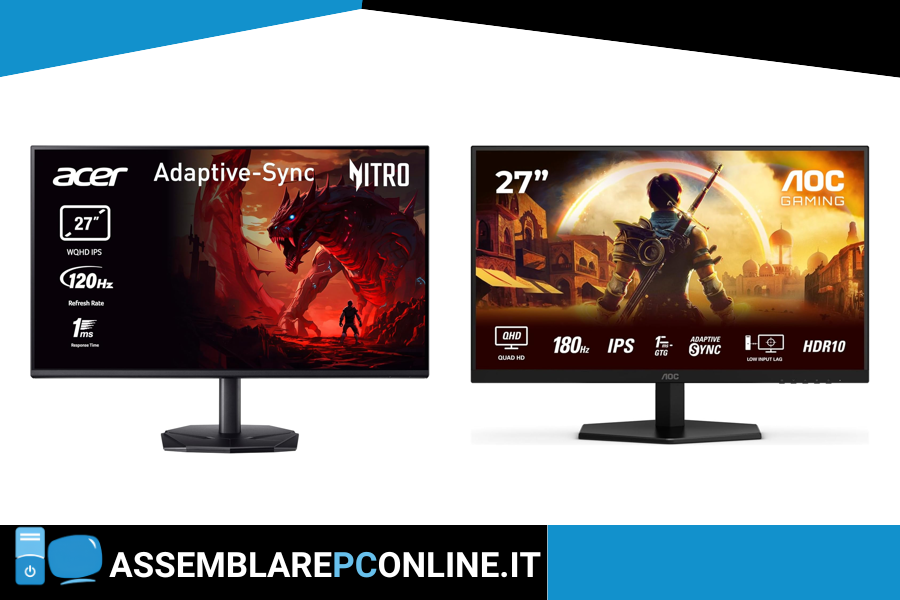 acer
Adaptive-Sync
NITRO
27"
WQHD IPS
120Hz
Refresh Rate
1ms
Response Time
27”
AOC
GAMING
QHD
QUAD HD
180Hz
IPS
1ms-
GTG
ADAPTIVE
SYNC
LOW INPUT LAG
HDR10
AOC
ASSEMBLAREPCONLINE.IT